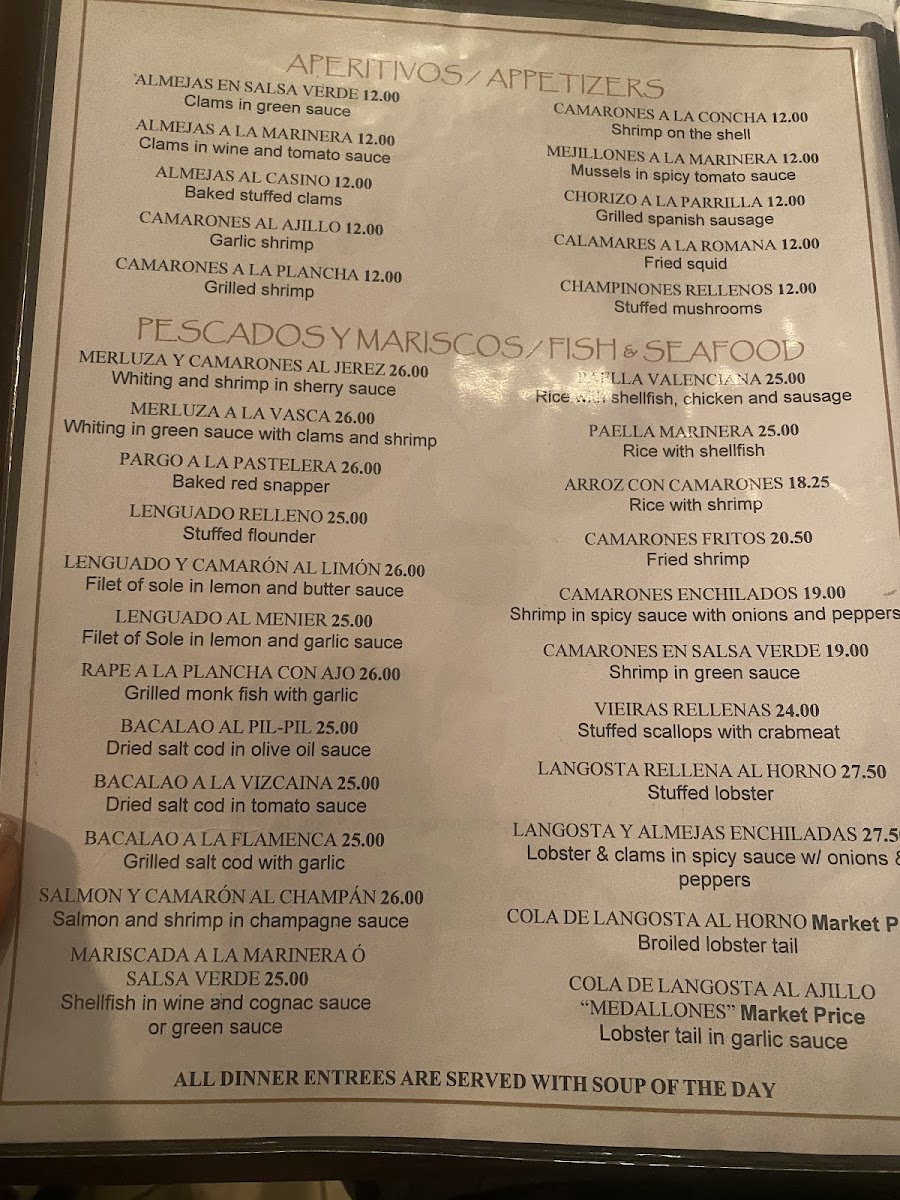 APERITIVOS / APPETIZERS
ALMEJAS EN SALSA VERDE 12.00
Clams in green sauce
ALMEJAS A LA MARINERA 12.00
Clams in wine and tomato sauce
ALMEJAS AL CASINO 12.00
Baked stuffed clams
CAMARONES AL AJILLO 12.00
Garlic shrimp
CAMARONES A LA PLANCHA 12.00
Grilled shrimp
CAMARONES A LA CONCHA 12.00
Shrimp on the shell
MEJILLONES A LA MARINERA 12.00
Mussels in spicy tomato sauce
CHORIZO A LA PARRILLA 12.00
Grilled spanish sausage
CALAMARES A LA ROMANA 12.00
Fried squid
CHAMPINONES RELLENOS 12.00
Stuffed mushrooms
PESCADOS Y MARISCOS / FISH & SEAFOOD
MERLUZA Y CAMARONES AL JEREZ 26.00
Whiting and shrimp in sherry sauce
MERLUZA A LA VASCA 26.00
Whiting in green sauce with clams and shrimp
PARGO A LA PASTELERA 26.00
Baked red snapper
LENGUADO RELLENO 25.00
Stuffed flounder
LENGUADO Y CAMARÓN AL LIMÓN 26.00
Filet of sole in lemon and butter sauce
LENGUADO AL MENIER 25.00
Filet of Sole in lemon and garlic sauce
RAPE A LA PLANCHA CON AJO 26.00
Grilled monk fish with garlic
BACALAO AL PIL-PIL 25.00
Dried salt cod in olive oil sauce
BACALAO A LA VIZCAINA 25.00
Dried salt cod in tomato sauce
BACALAO A LA FLAMENCA 25.00
Grilled salt cod with garlic
SALMON Y CAMARÓN AL CHAMPÁN 26.00
Salmon and shrimp in champagne sauce
MARISCADA A LA MARINERA Ó
SALSA VERDE 25.00
Shellfish in wine and cognac sauce
or green sauce
PAELLA VALENCIANA 25.00
Rice with shellfish, chicken and sausage
PAELLA MARINERA 25.00
Rice with shellfish
ARROZ CON CAMARONES 18.25
Rice with shrimp
CAMARONES FRITOS 20.50
Fried shrimp
CAMARONES ENCHILADOS 19.00
Shrimp in spicy sauce with onions and peppers
CAMARONES EN SALSA VERDE 19.00
Shrimp in green sauce
VIEIRAS RELLENAS 24.00
Stuffed scallops with crabmeat
LANGOSTA RELLENA AL HORNO 27.50
Stuffed lobster
LANGOSTA Y ALMEJAS ENCHILADAS 27.5
Lobster & clams in spicy sauce w/ onions &
peppers
COLA DE LANGOSTA AL HORNO Market P
Broiled lobster tail
COLA DE LANGOSTA AL AJILLO
“MEDALLONES” Market Price
Lobster tail in garlic sauce
ALL DINNER ENTREES ARE SERVED WITH SOUP OF THE DAY